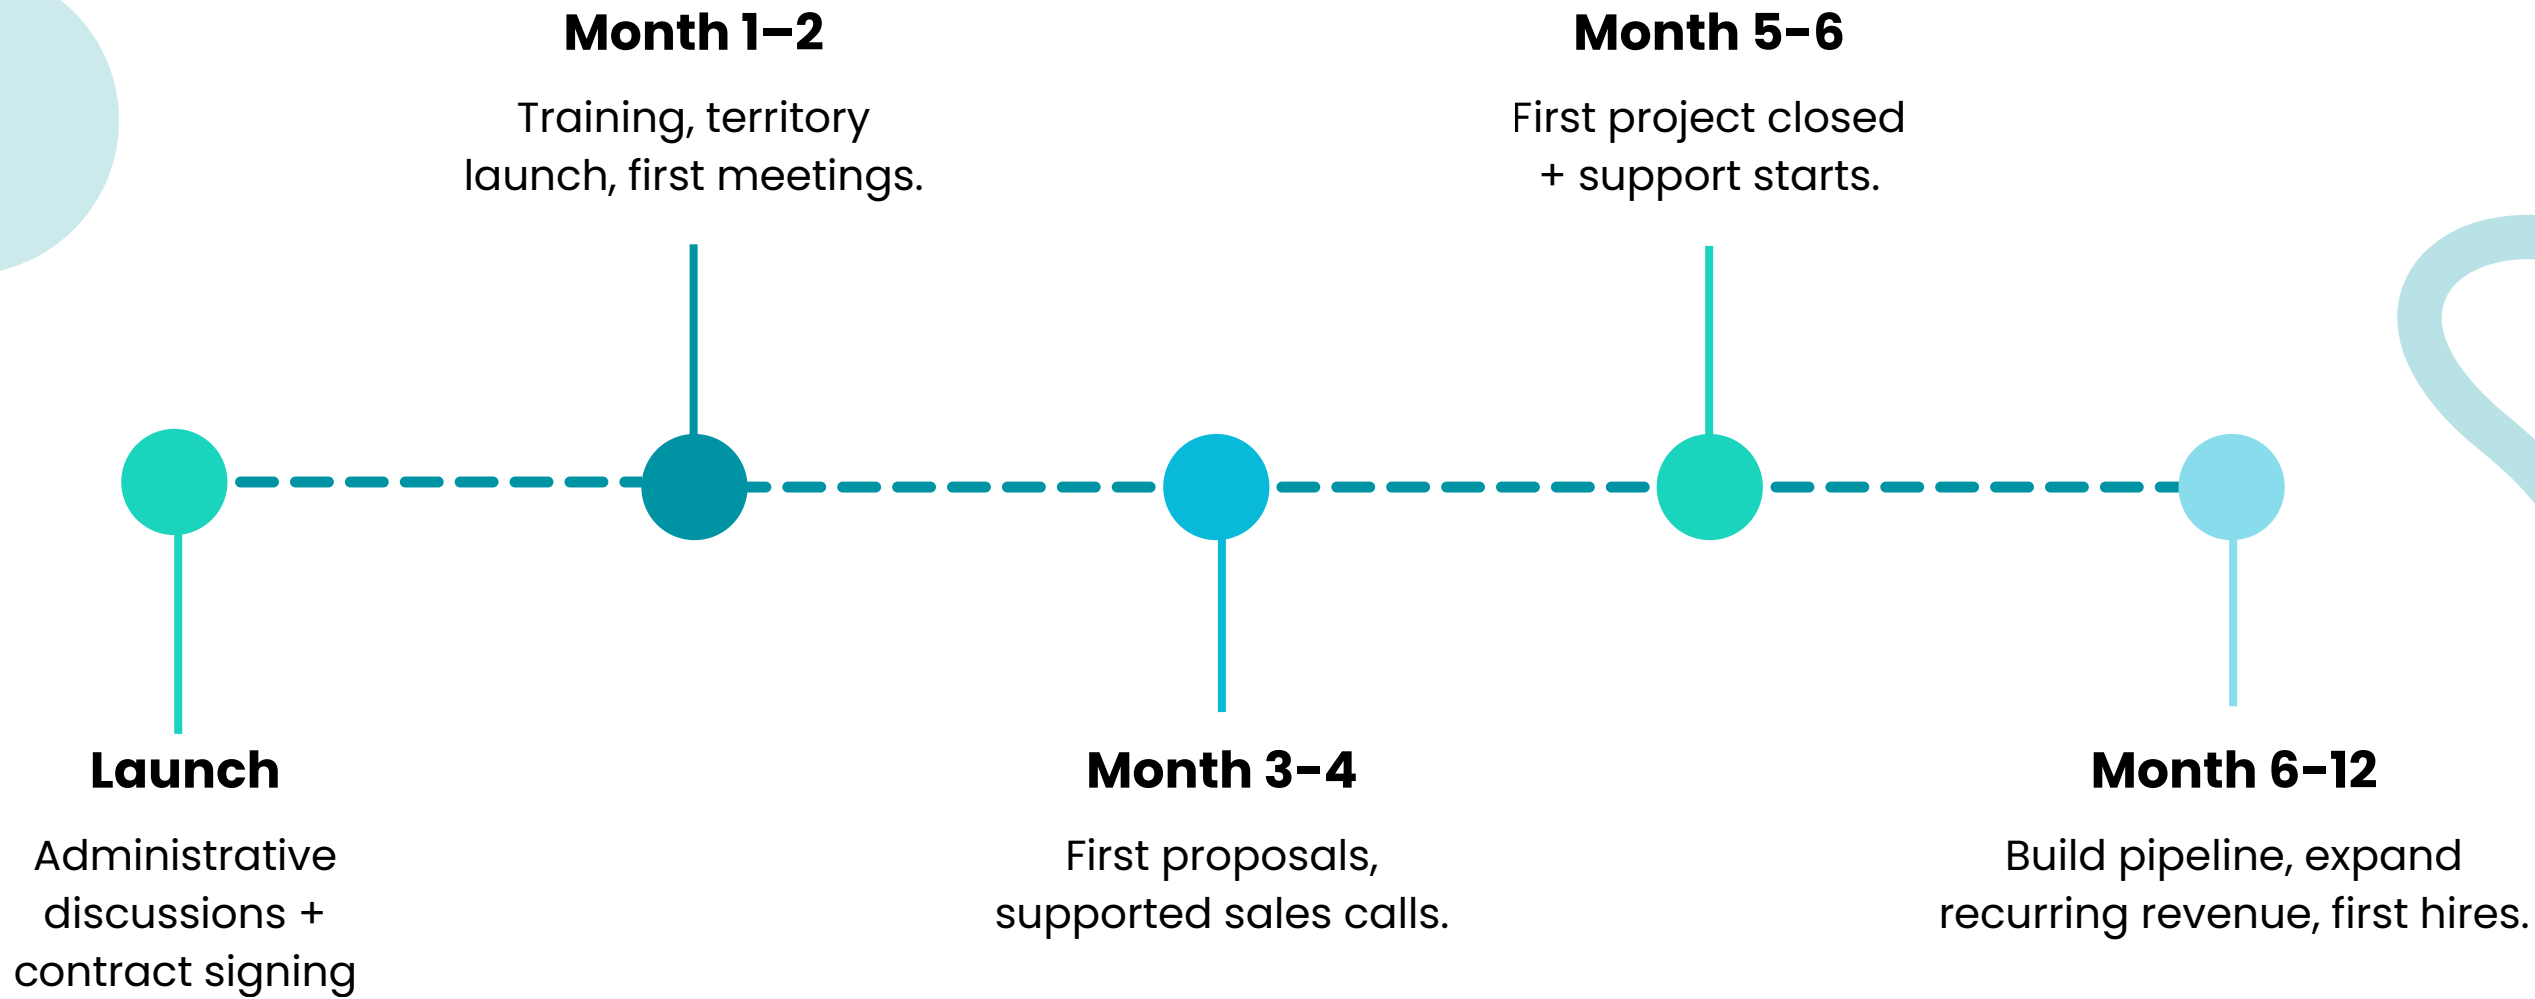 Month 1–2
Training, territory
launch, first meetings.
Month 5-6
First project closed
+ support starts.
Launch
Administrative
discussions +
contract signing
Month 3-4
First proposals,
supported sales calls.
Month 6-12
Build pipeline, expand
recurring revenue, first hires.